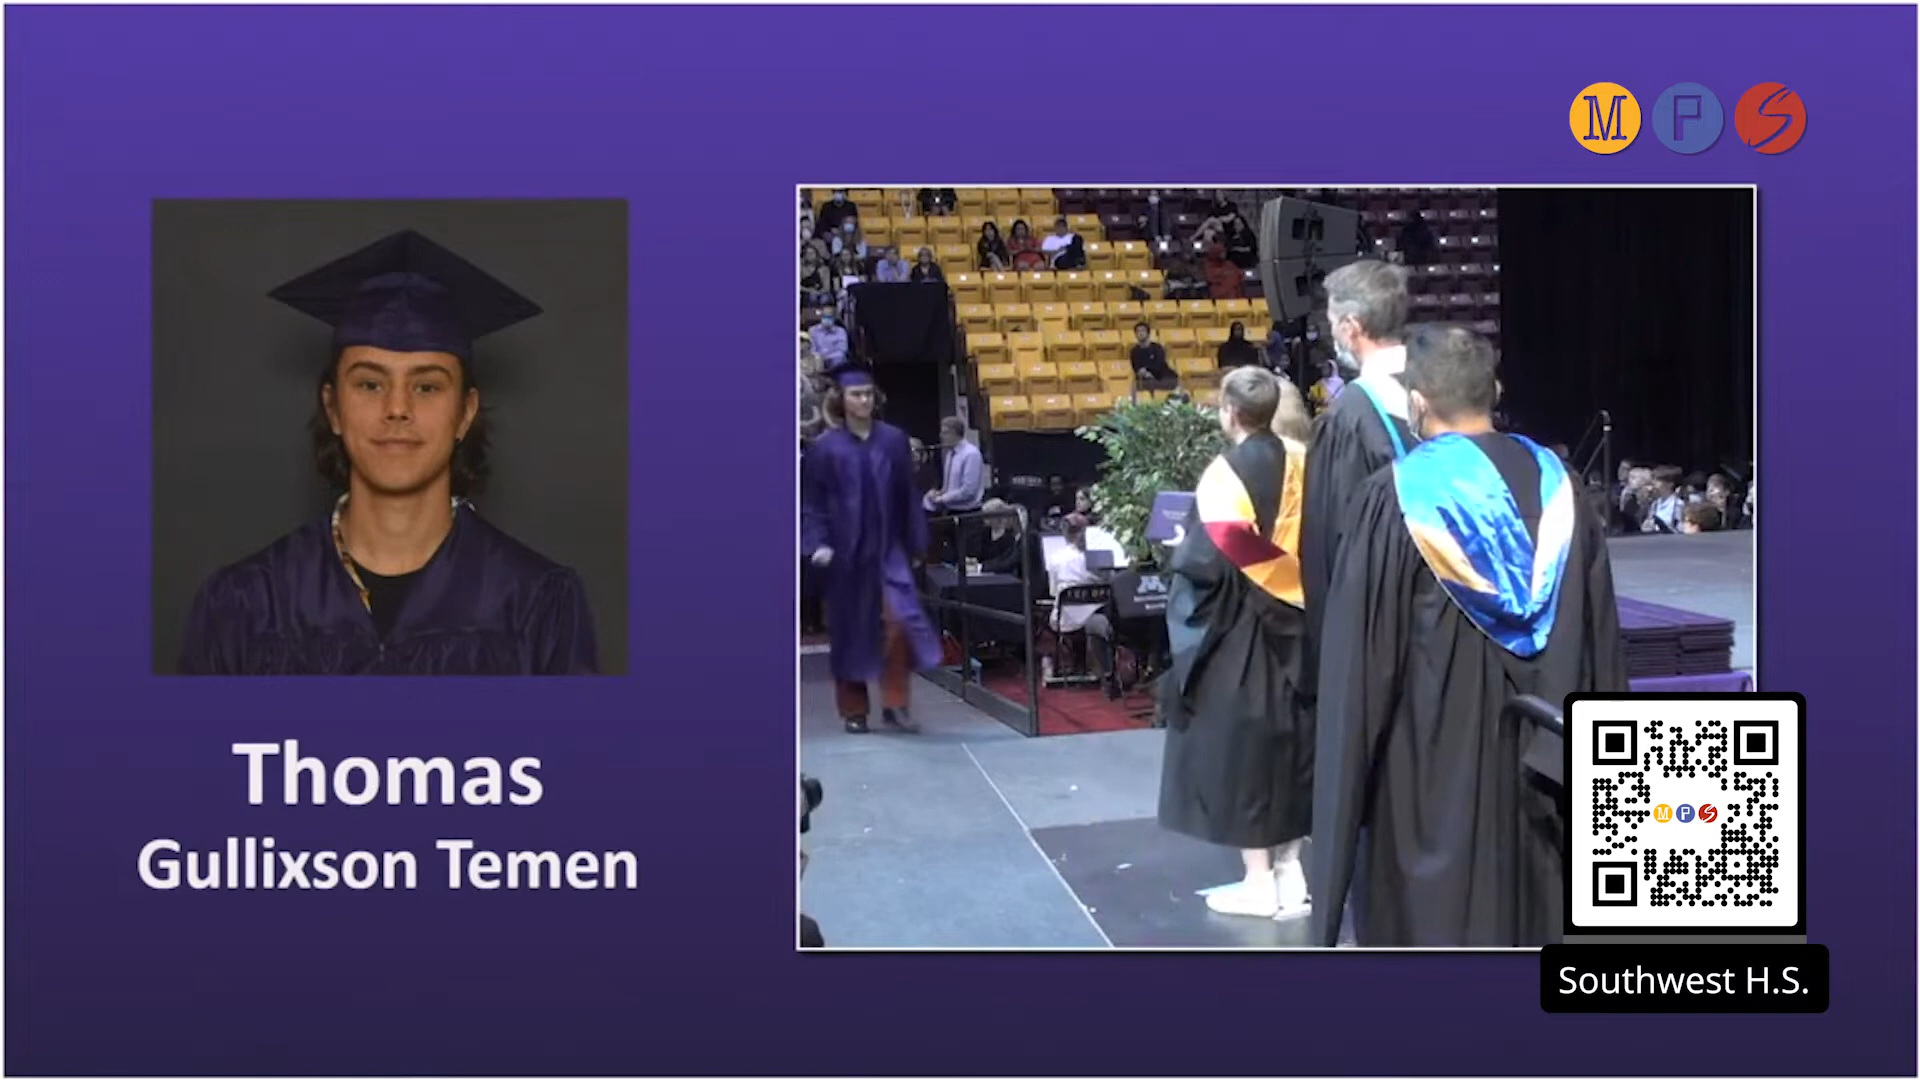 M P S
Thomas
Gullixson Temen
M P S
Southwest H.S.